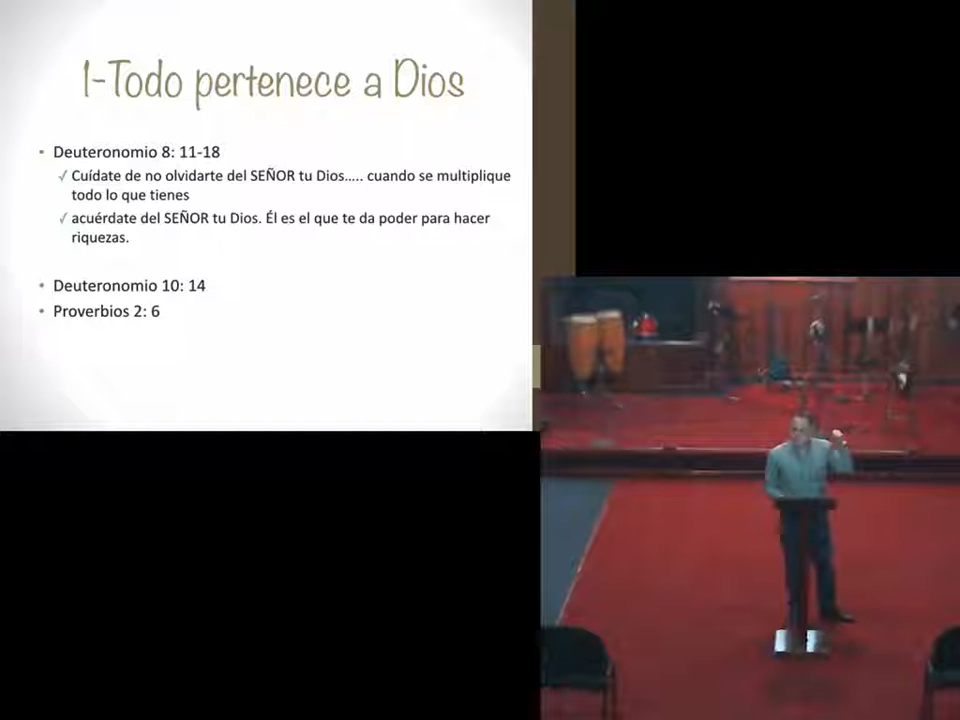 1-Todo pertenece a Dios
• Deuteronomio 8: 11-18
✓ Cuídate de no olvidarte del SEÑOR tu Dios..... cuando se multiplique
todo lo que tienes
✓ acuérdate del SEÑOR tu Dios. Él es el que te da poder para hacer
riquezas.
• Deuteronomio 10: 14
• Proverbios 2: 6